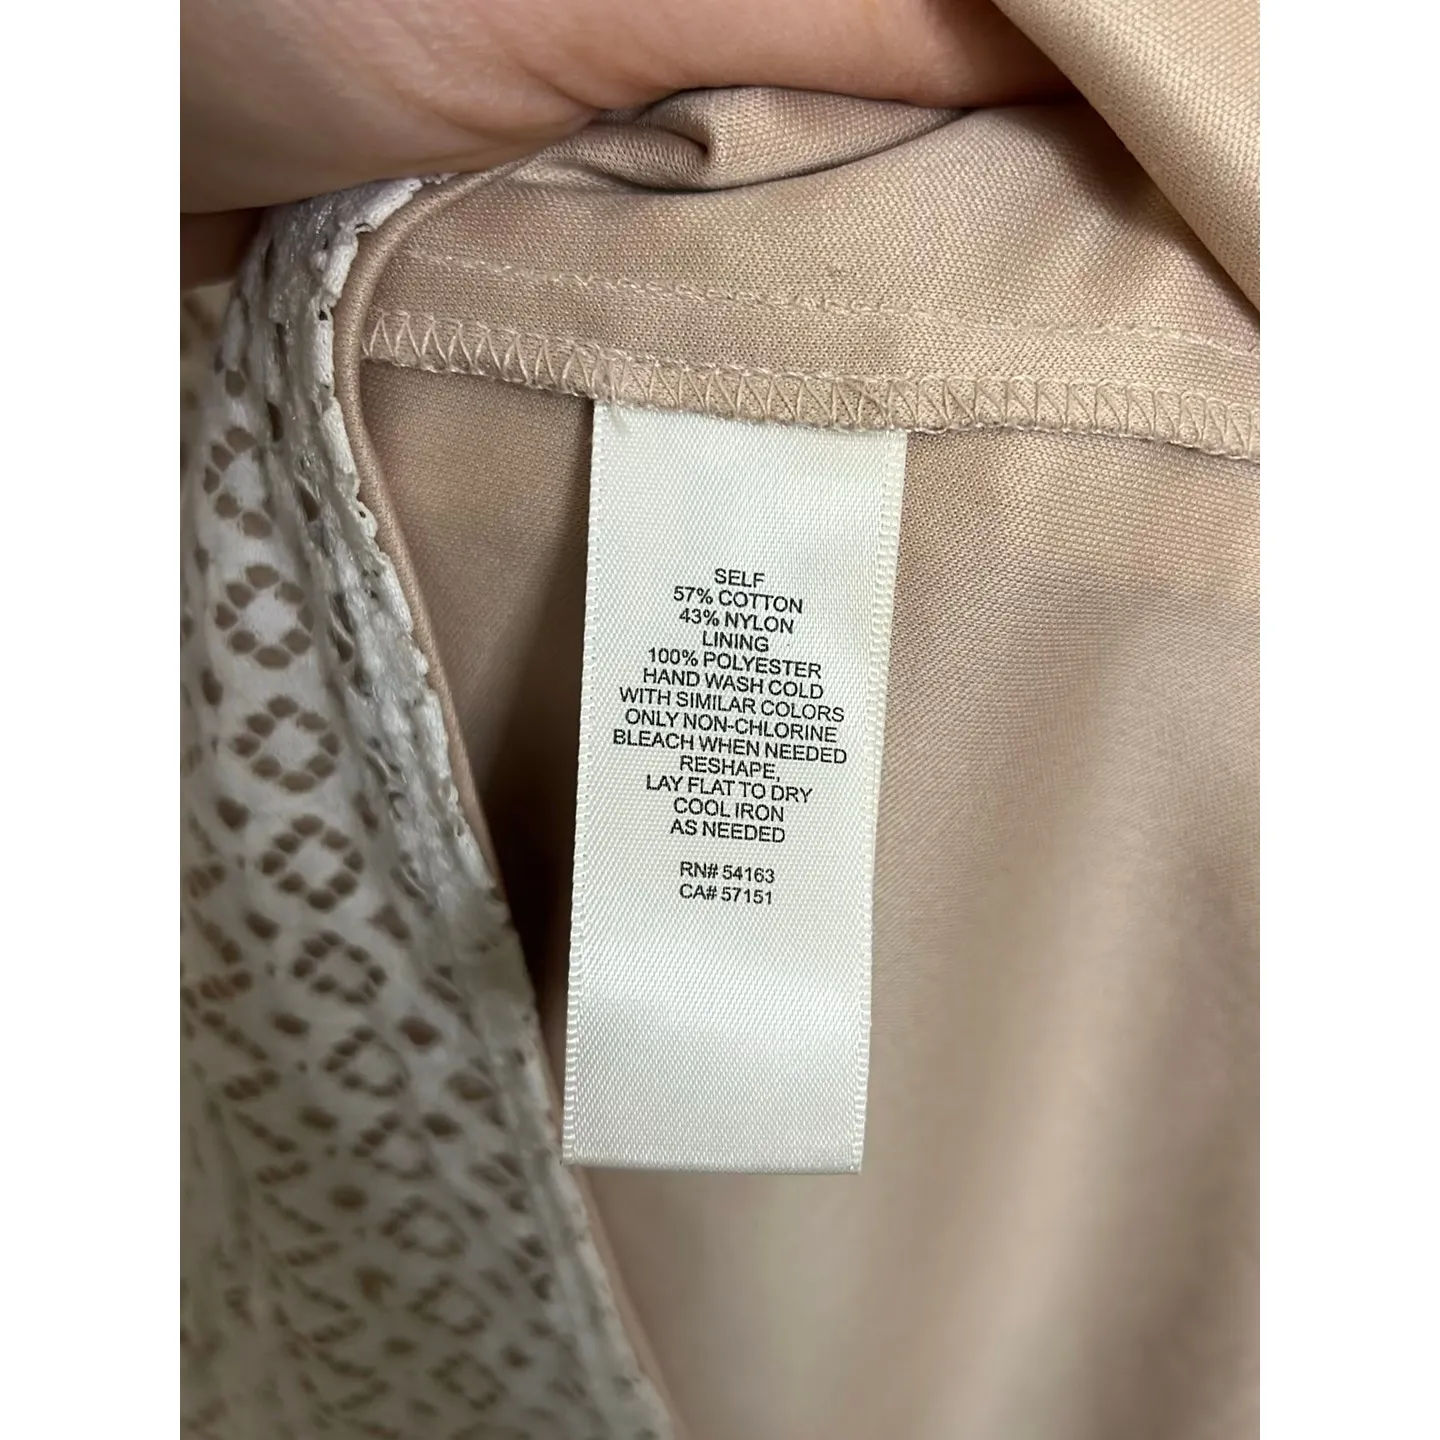 SELF
57% COTTON
43% NYLON
LINING
100% POLYESTER
HAND WASH COLD
WITH SIMILAR COLORS
ONLY NON-CHLORINE
BLEACH WHEN NEEDED
RESHAPE,
LAY FLAT TO DRY
COOL IRON
AS NEEDED
RN# 54163
CA# 57151